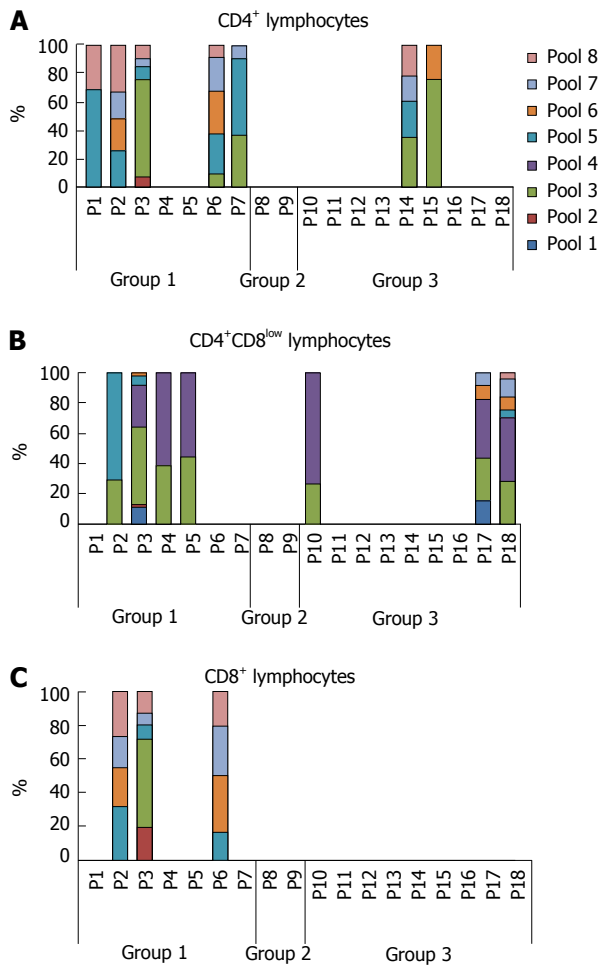 A
CD4⁺ lymphocytes
100
80
60
40
20
0
%
P1 P2 P3 P4 P5 P6 P7 P8 P9 P10 P11 P12 P13 P14 P15 P16 P17 P18
Group 1 Group 2 Group 3
Pool 8
Pool 7
Pool 6
Pool 5
Pool 4
Pool 3
Pool 2
Pool 1
B
CD4⁺CD8ˡᵒʷ lymphocytes
100
80
60
40
20
0
%
P1 P2 P3 P4 P5 P6 P7 P8 P9 P10 P11 P12 P13 P14 P15 P16 P17 P18
Group 1 Group 2 Group 3
C
CD8⁺ lymphocytes
100
80
60
40
20
0
%
P1 P2 P3 P4 P5 P6 P7 P8 P9 P10 P11 P12 P13 P14 P15 P16 P17 P18
Group 1 Group 2 Group 3